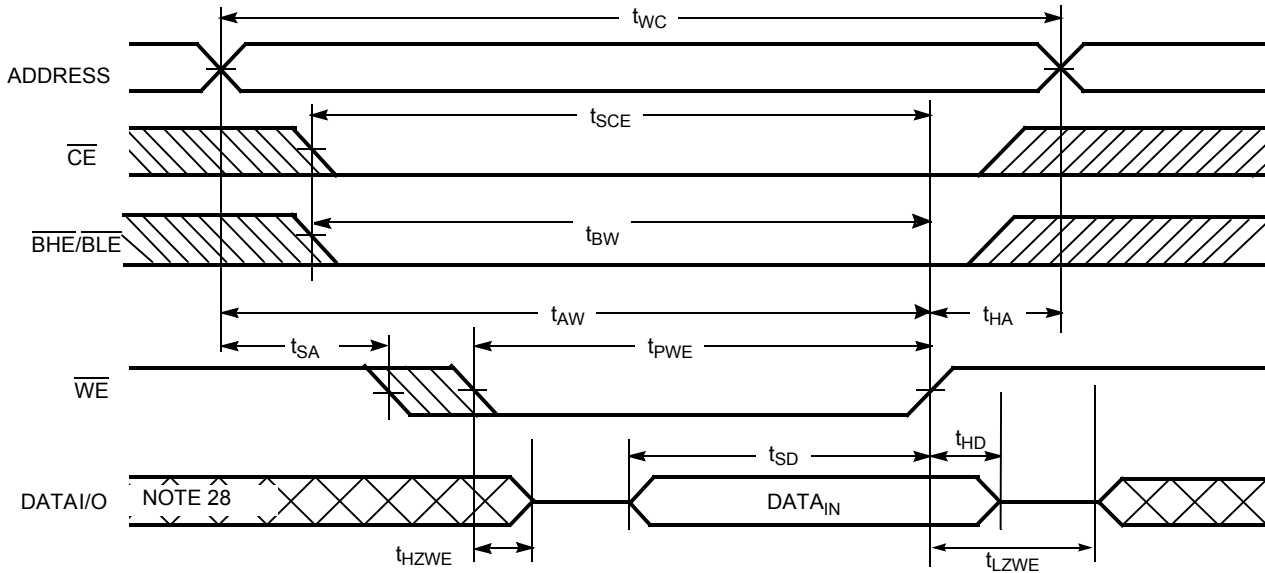 tWC
ADDRESS
tSCE
CE
tBW
BHE/BLE
tAW
tHA
tSA
tPWE
WE
tSD
tHD
DATAI/O
NOTE 28
DATAIN
tHZWE
tLZWE